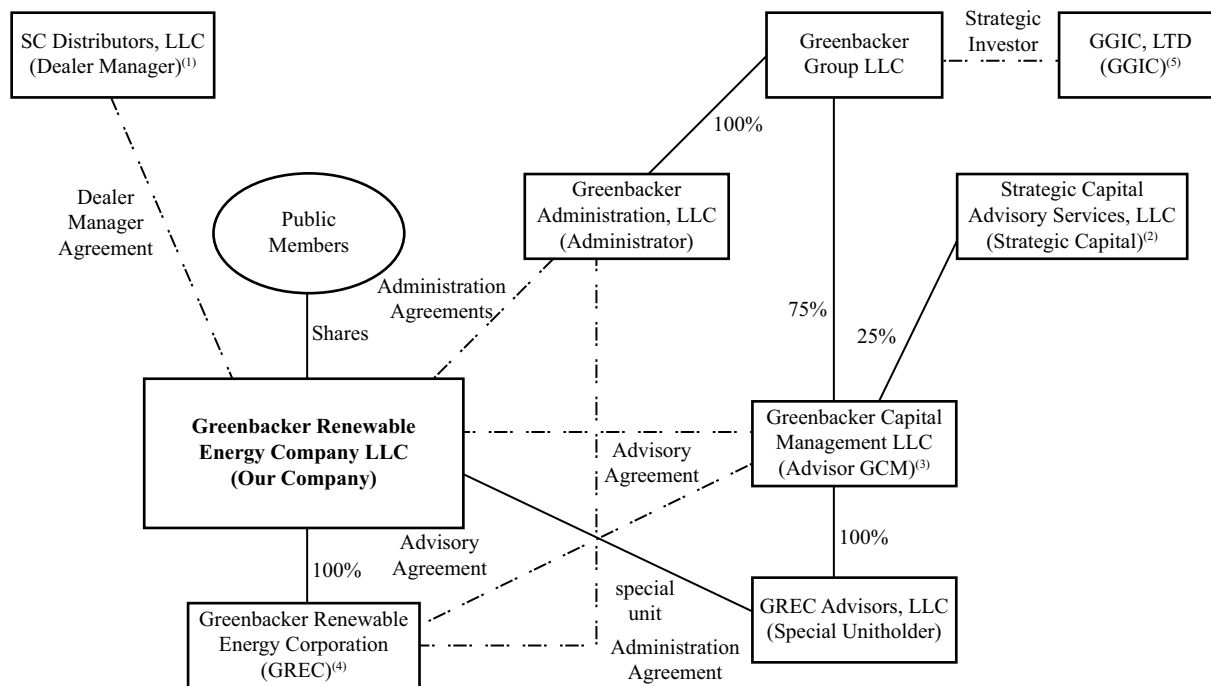 SC Distributors, LLC
(Dealer Manager)(1)
Greenbacker
Group LLC
Strategic
Investor
GGIC, LTD
(GGIC)(5)
100%
Dealer
Manager
Agreement
Public
Members
Greenbacker
Administration, LLC
(Administrator)
Strategic Capital
Advisory Services, LLC
(Strategic Capital)(2)
Administration
Agreements
Shares
75%
25%
Greenbacker Renewable
Energy Company LLC
(Our Company)
Advisory
Agreement
Greenbacker Capital
Management LLC
(Advisor GCM)(3)
100%
Advisory
Agreement
100%
special
unit
Greenbacker Renewable
Energy Corporation
(GREC)(4)
Administration
Agreement
GREC Advisors, LLC
(Special Unitholder)